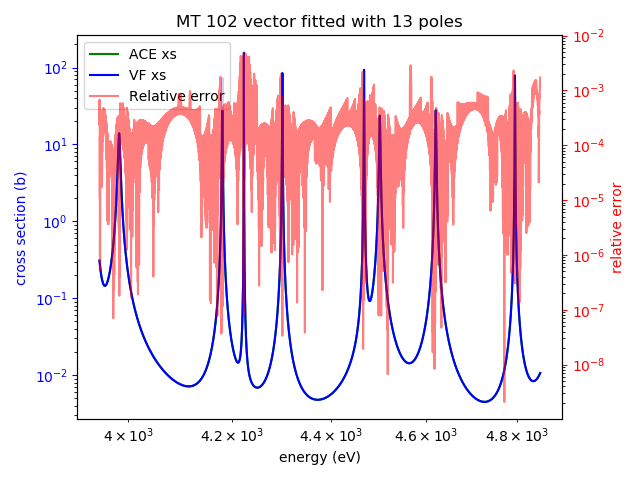 MT 102 vector fitted with 13 poles
ACE xs
VF xs
Relative error
cross section (b)
10²
10¹
10⁰
10⁻¹
10⁻²
relative error
10⁻²
10⁻³
10⁻⁴
10⁻⁵
10⁻⁶
10⁻⁷
10⁻⁸
4 × 10³ 4.2 × 10³ 4.4 × 10³ 4.6 × 10³ 4.8 × 10³
energy (eV)